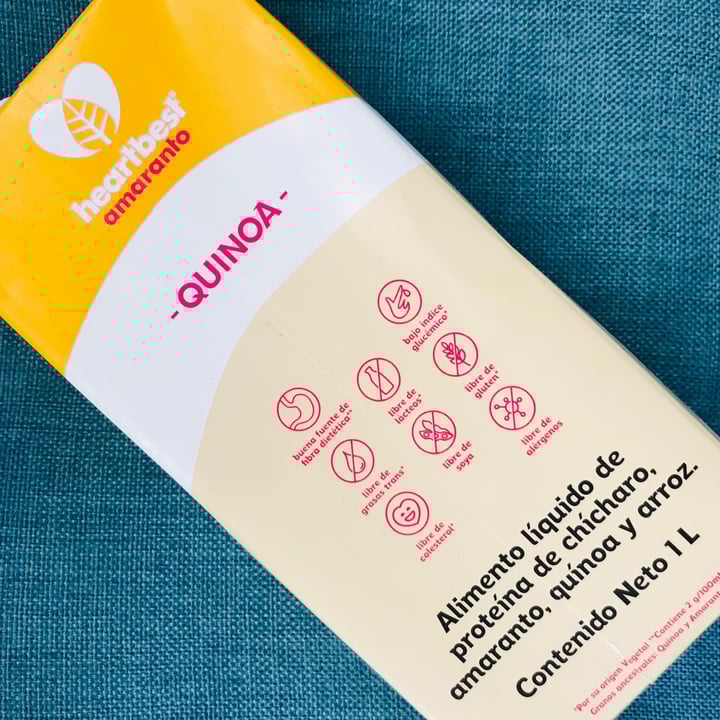 heartbest®
amaranto
- QUINOA -
bajo índice
glucémico*
libre de
lácteos*
libre de
gluten*
buena fuente de
fibra dietética**
libre de
soya
libre de
alérgenos
libre de
grasas trans*
libre de
colesterol*
Alimento líquido de
proteína de chícharo,
amaranto, quínoa y arroz.
Contenido Neto 1 L
*Por su origen Vegetal **Contiene 2 g/100ml
Granos ancestrales: Quinoa y Amarant